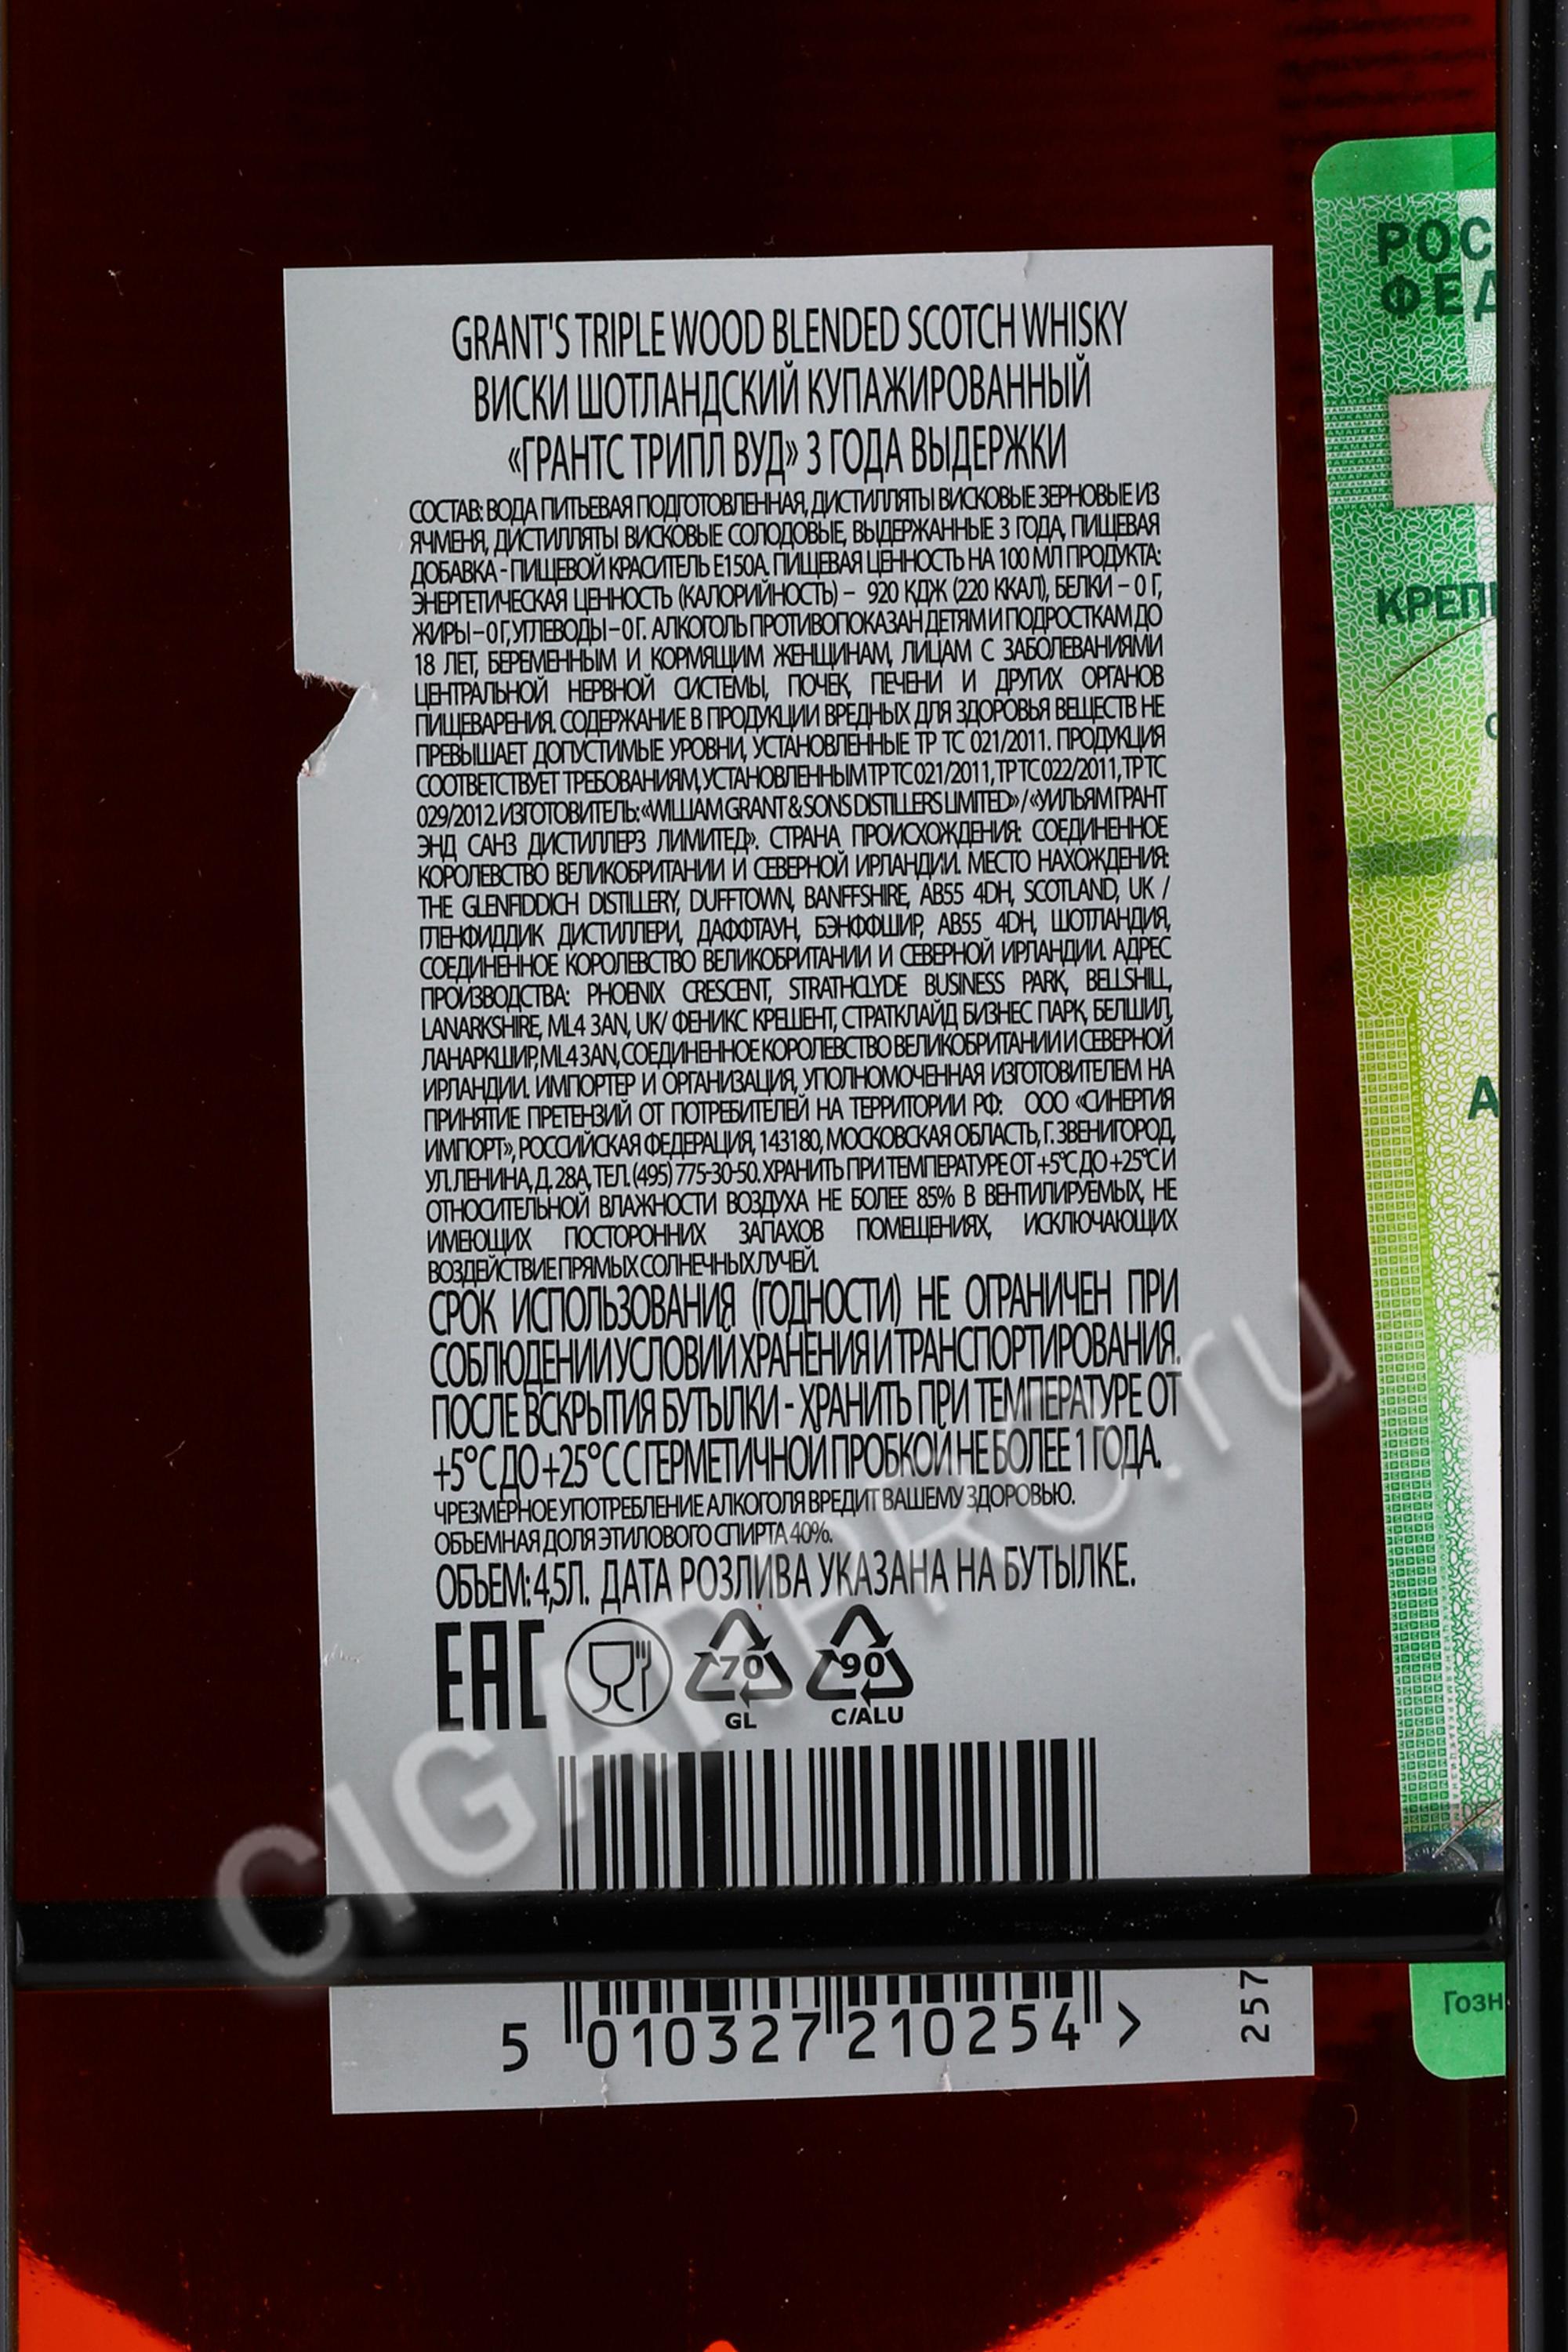 GRANT'S TRIPLE WOOD BLENDED SCOTCH WHISKY
ВИСКИ ШОТЛАНДСКИЙ КУПАЖИРОВАННЫЙ
«ГРАНТС ТРИПЛ ВУД» 3 ГОДА ВЫДЕРЖКИ
СОСТАВ: ВОДА ПИТЬЕВАЯ ПОДГОТОВЛЕННАЯ, ДИСТИЛЛЯТЫ ВИСКОВЫЕ ЗЕРНОВЫЕ ИЗ
ЯЧМЕНЯ, ДИСТИЛЛЯТЫ ВИСКОВЫЕ СОЛОДОВЫЕ, ВЫДЕРЖАННЫЕ 3 ГОДА, ПИЩЕВАЯ
ДОБАВКА - ПИЩЕВОЙ КРАСИТЕЛЬ Е150А. ПИЩЕВАЯ ЦЕННОСТЬ НА 100 МЛ ПРОДУКТА:
ЭНЕРГЕТИЧЕСКАЯ ЦЕННОСТЬ (КАЛОРИЙНОСТЬ) – 920 КДЖ (220 ККАЛ), БЕЛКИ – 0 Г,
ЖИРЫ – 0 Г, УГЛЕВОДЫ – 0 Г. АЛКОГОЛЬ ПРОТИВОПОКАЗАН ДЕТЯМ И ПОДРОСТКАМ ДО
18 ЛЕТ, БЕРЕМЕННЫМ И КОРМЯЩИМ ЖЕНЩИНАМ, ЛИЦАМ С ЗАБОЛЕВАНИЯМИ
ЦЕНТРАЛЬНОЙ НЕРВНОЙ СИСТЕМЫ, ПОЧЕК, ПЕЧЕНИ И ДРУГИХ ОРГАНОВ
ПИЩЕВАРЕНИЯ. СОДЕРЖАНИЕ В ПРОДУКЦИИ ВРЕДНЫХ ДЛЯ ЗДОРОВЬЯ ВЕЩЕСТВ НЕ
ПРЕВЫШАЕТ ДОПУСТИМЫЕ УРОВНИ, УСТАНОВЛЕННЫЕ ТР ТС 021/2011. ПРОДУКЦИЯ
СООТВЕТСТВУЕТ ТРЕБОВАНИЯМ, УСТАНОВЛЕННЫМ ТР ТС 021/2011, ТР ТС 022/2011, ТР ТС
029/2012. ИЗГОТОВИТЕЛЬ: «WILLIAM GRANT & SONS DISTILLERS LIMITED» / «УИЛЬЯМ ГРАНТ
ЭНД САНЗ ДИСТИЛЛЕРЗ ЛИМИТЕД». СТРАНА ПРОИСХОЖДЕНИЯ: СОЕДИНЕННОЕ
КОРОЛЕВСТВО ВЕЛИКОБРИТАНИИ И СЕВЕРНОЙ ИРЛАНДИИ. МЕСТО НАХОЖДЕНИЯ:
THE GLENFIDDICH DISTILLERY, DUFFTOWN, BANFFSHIRE, AB55 4DH, SCOTLAND, UK /
ГЛЕНФИДДИК ДИСТИЛЛЕРИ, ДАФФТАУН, БЭНФФШИР, АВ55 4DH, ШОТЛАНДИЯ,
СОЕДИНЕННОЕ КОРОЛЕВСТВО ВЕЛИКОБРИТАНИИ И СЕВЕРНОЙ ИРЛАНДИИ. АДРЕС
ПРОИЗВОДСТВА: PHOENIX CRESCENT, STRATHCLYDE BUSINESS PARK, BELLSHILL,
LANARKSHIRE, ML4 3AN, UK/ ФЕНИКС КРЕШЕНТ, СТРАТКЛАЙД БИЗНЕС ПАРК, БЕЛШИЛ,
ЛАНАРКШИР, ML4 3AN, СОЕДИНЕННОЕ КОРОЛЕВСТВО ВЕЛИКОБРИТАНИИ И СЕВЕРНОЙ
ИРЛАНДИИ. ИМПОРТЕР И ОРГАНИЗАЦИЯ, УПОЛНОМОЧЕННАЯ ИЗГОТОВИТЕЛЕМ НА
ПРИНЯТИЕ ПРЕТЕНЗИЙ ОТ ПОТРЕБИТЕЛЕЙ НА ТЕРРИТОРИИ РФ: ООО «СИНЕРГИЯ
ИМПОРТ», РОССИЙСКАЯ ФЕДЕРАЦИЯ, 143180, МОСКОВСКАЯ ОБЛАСТЬ, Г. ЗВЕНИГОРОД,
УЛ. ЛЕНИНА, Д. 28А, ТЕЛ. (495) 775-30-50. ХРАНИТЬ ПРИ ТЕМПЕРАТУРЕ ОТ +5°С ДО +25°С И
ОТНОСИТЕЛЬНОЙ ВЛАЖНОСТИ ВОЗДУХА НЕ БОЛЕЕ 85% В ВЕНТИЛИРУЕМЫХ, НЕ
ИМЕЮЩИХ ПОСТОРОННИХ ЗАПАХОВ ПОМЕЩЕНИЯХ, ИСКЛЮЧАЮЩИХ
ВОЗДЕЙСТВИЕ ПРЯМЫХ СОЛНЕЧНЫХ ЛУЧЕЙ.
СРОК ИСПОЛЬЗОВАНИЯ (ГОДНОСТИ) НЕ ОГРАНИЧЕН ПРИ
СОБЛЮДЕНИИ УСЛОВИЙ ХРАНЕНИЯ И ТРАНСПОРТИРОВАНИЯ.
ПОСЛЕ ВСКРЫТИЯ БУТЫЛКИ - ХРАНИТЬ ПРИ ТЕМПЕРАТУРЕ ОТ
+5°С ДО +25°С С ГЕРМЕТИЧНОЙ ПРОБКОЙ НЕ БОЛЕЕ 1 ГОДА.
ЧРЕЗМЕРНОЕ УПОТРЕБЛЕНИЕ АЛКОГОЛЯ ВРЕДИТ ВАШЕМУ ЗДОРОВЬЮ.
ОБЪЕМНАЯ ДОЛЯ ЭТИЛОВОГО СПИРТА 40%.
ОБЪЕМ: 4,5Л. ДАТА РОЗЛИВА УКАЗАНА НА БУТЫЛКЕ.
EAC 70 90
GL C/ALU
5 010327 210254 >
257
РОС
ФЕД
КРЕП
А
Гозн
CIGARPRO.ru